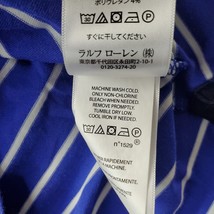 ポリウレタン 4%
すぐに干してください
ラルフ ローレン (株)
東京都千代田区永田町2-10-1
0120-3274-20
MACHINE WASH COLD.
ONLY NON-CHLORINE
BLEACH WHEN NEEDED.
REMOVE PROMPTLY.
TUMBLE DRY LOW.
COOL IRON IF NEEDED.
n°1529
RAPIDEMENT